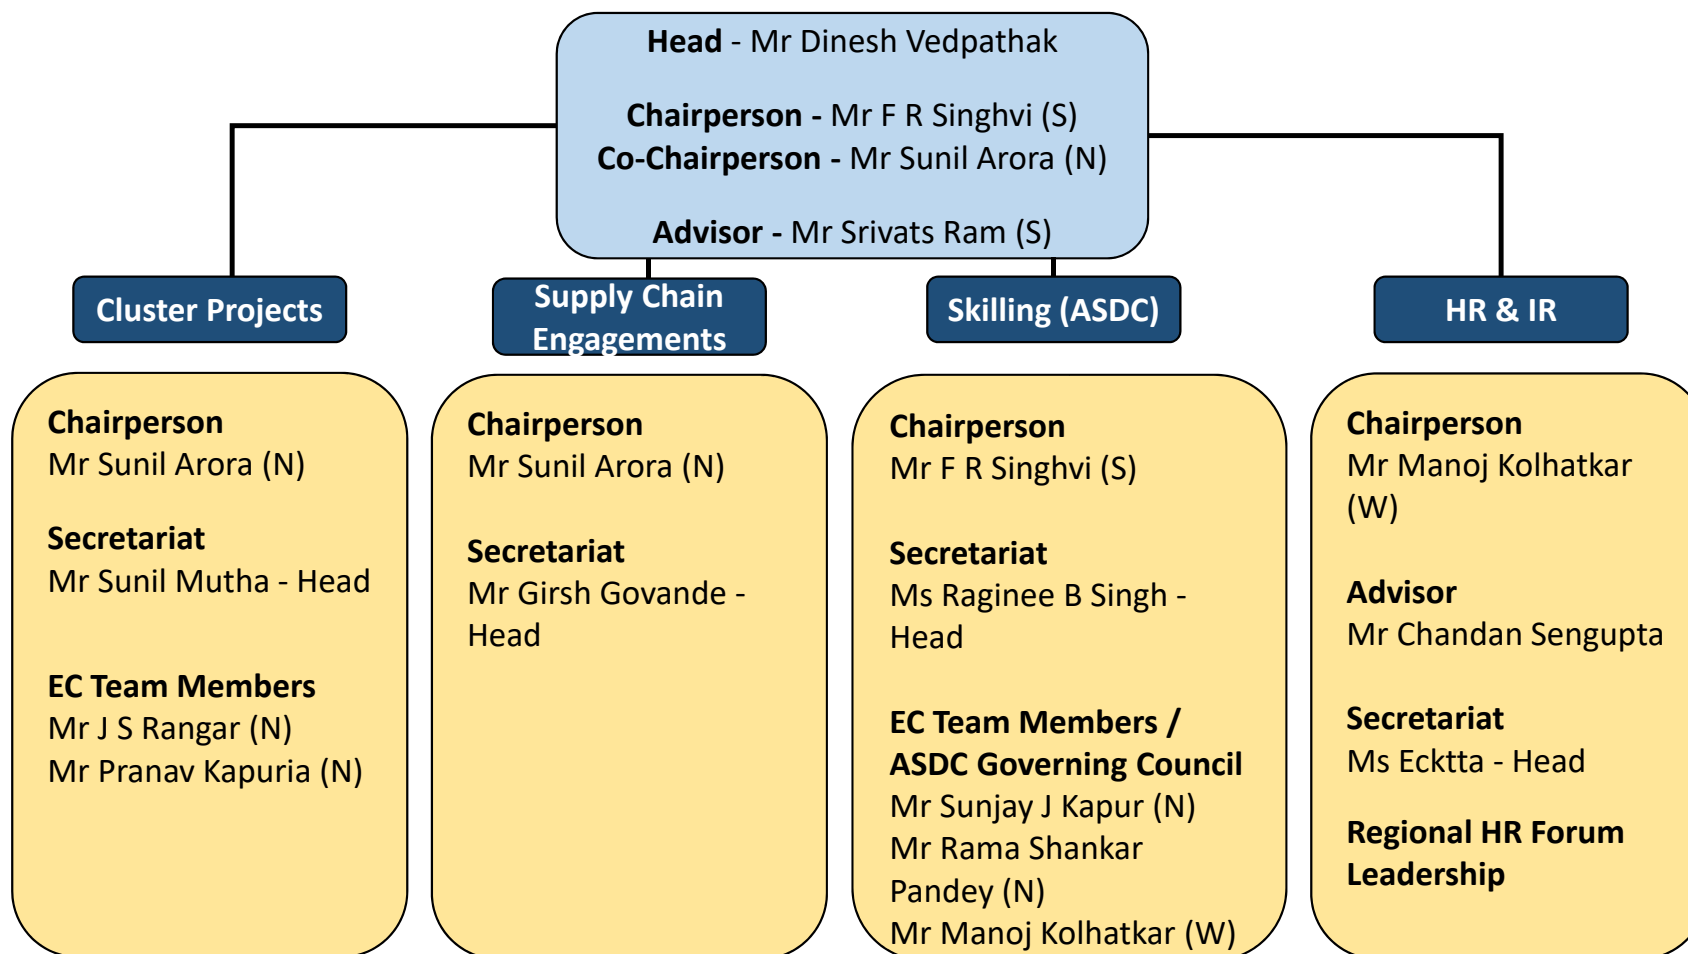 Head - Mr Dinesh Vedpathak
Chairperson - Mr F R Singhvi (S)
Co-Chairperson - Mr Sunil Arora (N)
Advisor - Mr Srivats Ram (S)
Cluster Projects
Supply Chain
Engagements
Skilling (ASDC)
HR & IR
Chairperson
Mr Sunil Arora (N)
Secretariat
Mr Sunil Mutha - Head
EC Team Members
Mr J S Rangar (N)
Mr Pranav Kapuria (N)
Chairperson
Mr Sunil Arora (N)
Secretariat
Mr Girsh Govande -
Head
Chairperson
Mr F R Singhvi (S)
Secretariat
Ms Raginee B Singh -
Head
EC Team Members /
ASDC Governing Council
Mr Sunjay J Kapur (N)
Mr Rama Shankar
Pandey (N)
Mr Manoj Kolhatkar (W)
Chairperson
Mr Manoj Kolhatkar
(W)
Advisor
Mr Chandan Sengupta
Secretariat
Ms Ecktta - Head
Regional HR Forum
Leadership